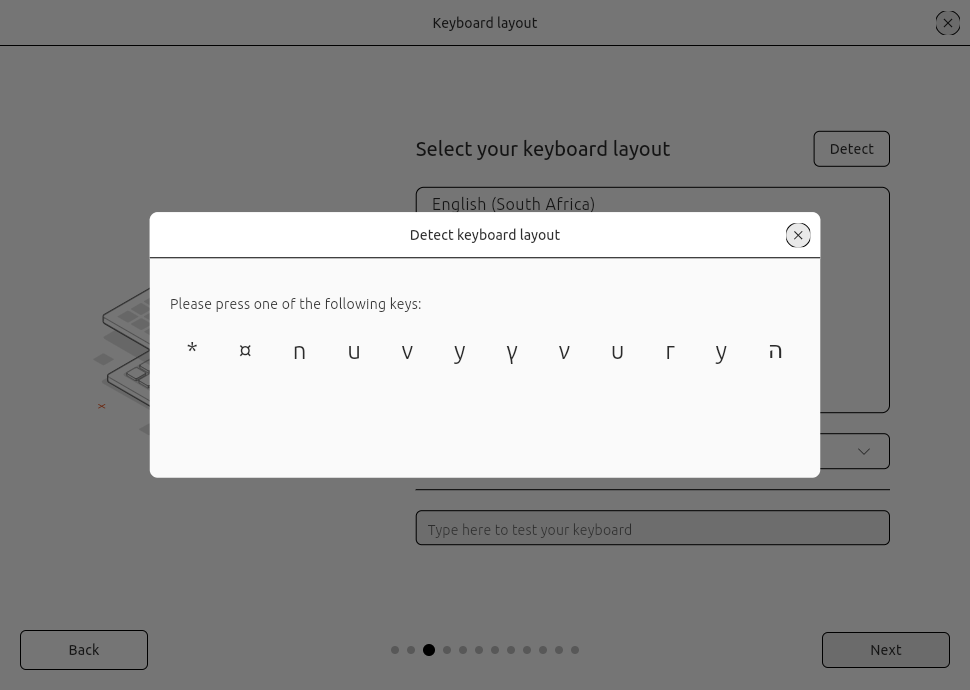 Keyboard layout
Select your keyboard layout
Detect
English (South Africa)
Detect keyboard layout
Please press one of the following keys:
* ¤ n u v y γ ν u r y ה
Type here to test your keyboard
Back
Next